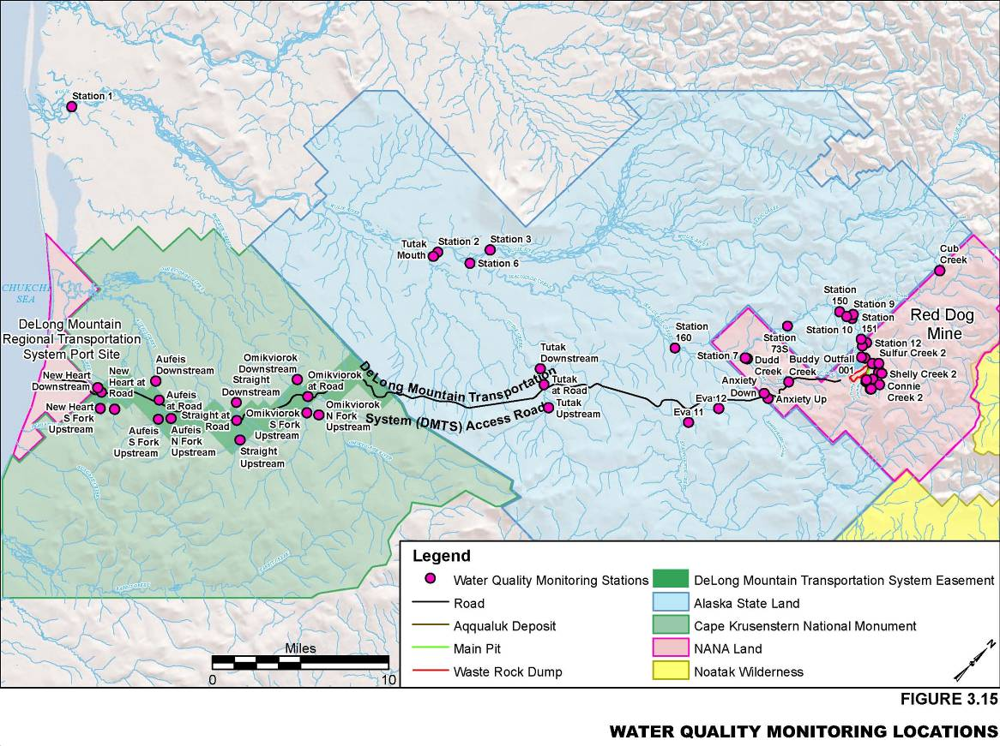 Station 1
CHUKCHI
SEA
DeLong Mountain
Regional Transportation
System Port Site
New Heart
Downstream
New
Heart at
Road
New Heart
S Fork
Upstream
Aufeis
Downstream
Aufeis
at Road
Aufeis
S Fork
Upstream
Aufeis
N Fork
Upstream
Straight
Downstream
Straight at
Road
Straight
Upstream
Omikviorok
Downstream
Omikviorok
at Road
Omikviorok
S Fork
Upstream
Omikviorok
N Fork
Upstream
DeLong Mountain Transportation
System (DMTS) Access Road
Tutak
Mouth
Station 2
Station 3
Station 6
Tutak
Downstream
Tutak
at Road
Tutak
Upstream
Station
160
Eva 11
Eva 12
Station 7
Dudd
Creek
Station
73S
Buddy
Creek
Anxiety
Down
Anxiety Up
Outfall
001
Station
150
Station 9
Station
151
Station 10
Station 12
Sulfur Creek 2
Shelly Creek 2
Connie
Creek 2
Cub
Creek
Red Dog
Mine
Legend
Water Quality Monitoring Stations
Road
Aqqualuk Deposit
Main Pit
Waste Rock Dump
DeLong Mountain Transportation System Easement
Alaska State Land
Cape Krusenstern National Monument
NANA Land
Noatak Wilderness
Miles
0 10
N
FIGURE 3.15
WATER QUALITY MONITORING LOCATIONS